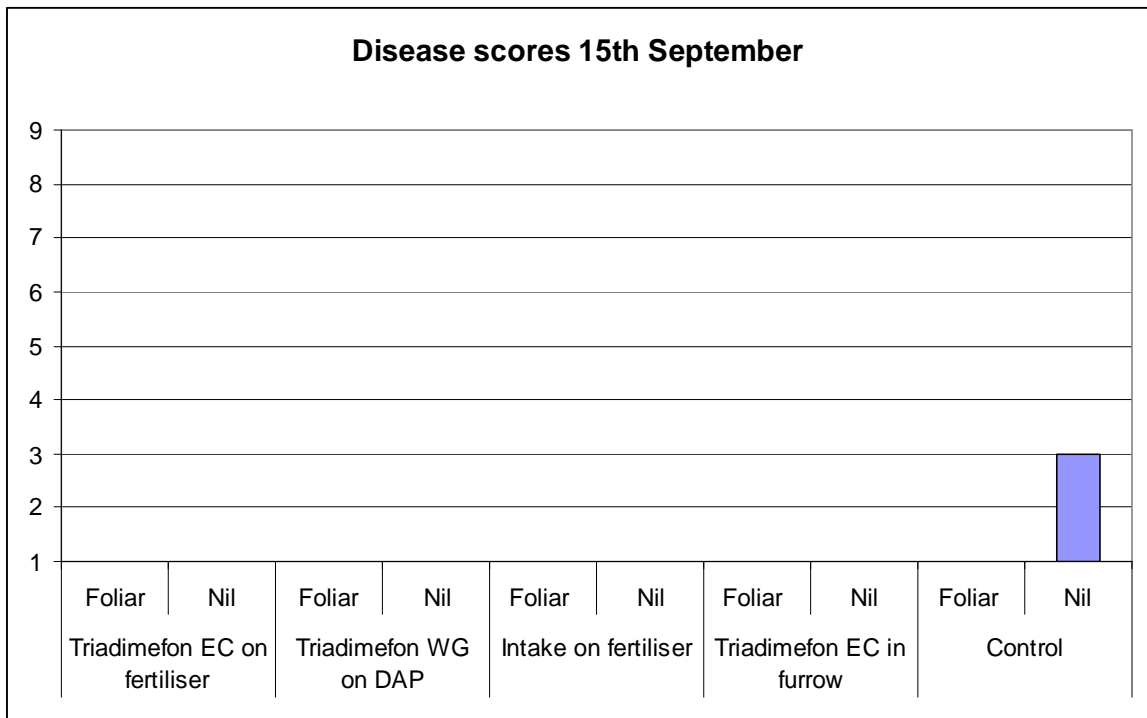 Disease scores 15th September
9
8
7
6
5
4
3
2
1
Foliar Nil Foliar Nil Foliar Nil Foliar Nil Foliar Nil
Triadimefon EC on fertiliser
Triadimefon WG on DAP
Intake on fertiliser
Triadimefon EC in furrow
Control